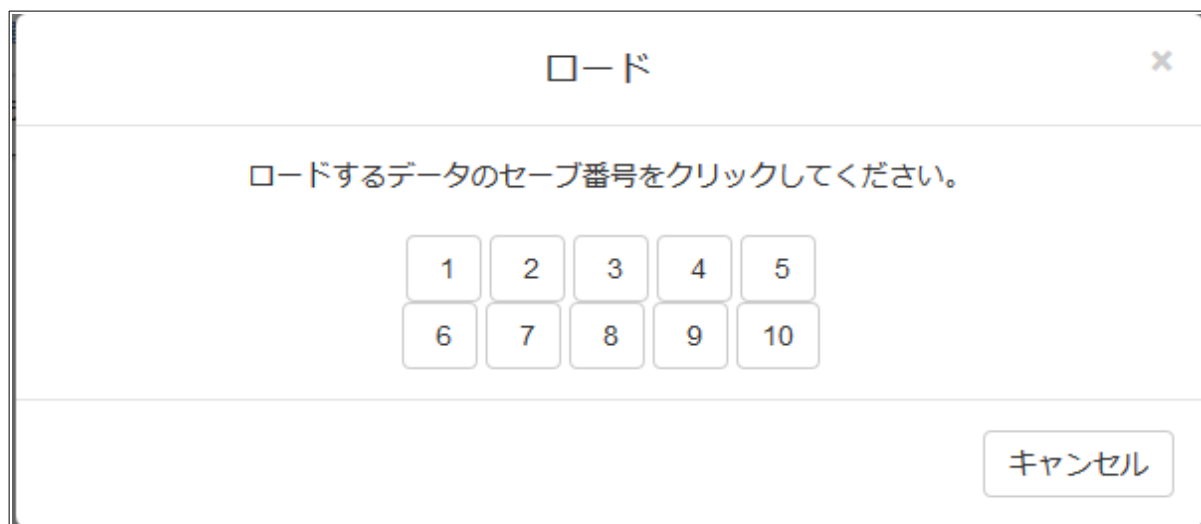 ロード ×
ロードするデータのセーブ番号をクリックしてください。
1 2 3 4 5
6 7 8 9 10
キャンセル